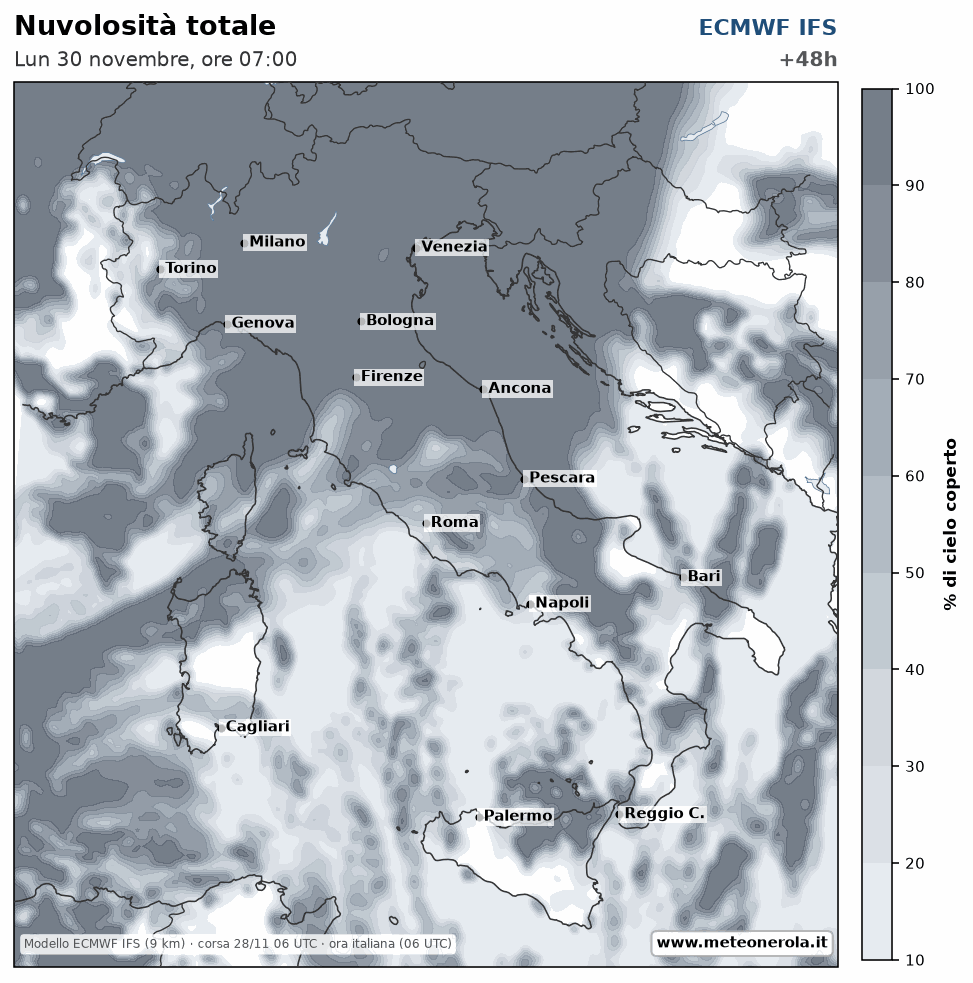 Nuvolosità totale
ECMWF IFS
Lun 30 novembre, ore 07:00
+48h
100
90
80
70
60
50
40
30
20
10
% di cielo coperto
Milano
Venezia
Torino
Genova
Bologna
Firenze
Ancona
Pescara
Roma
Bari
Napoli
Cagliari
Palermo
Reggio C.
Modello ECMWF IFS (9 km) · corsa 28/11 06 UTC · ora italiana (06 UTC)
www.meteonerola.it